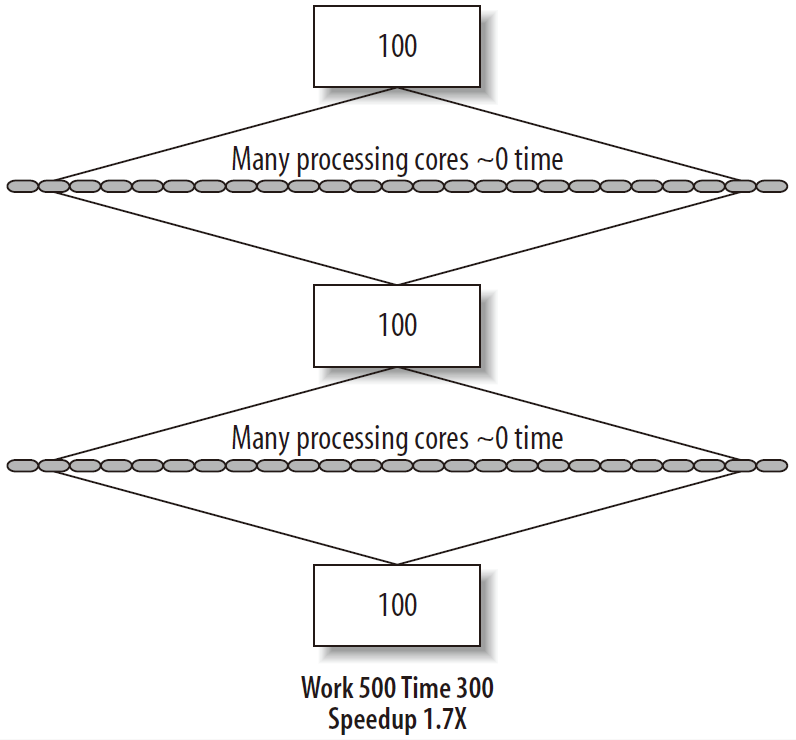 100
Many processing cores ~0 time
100
Many processing cores ~0 time
100
Work 500 Time 300
Speedup 1.7X